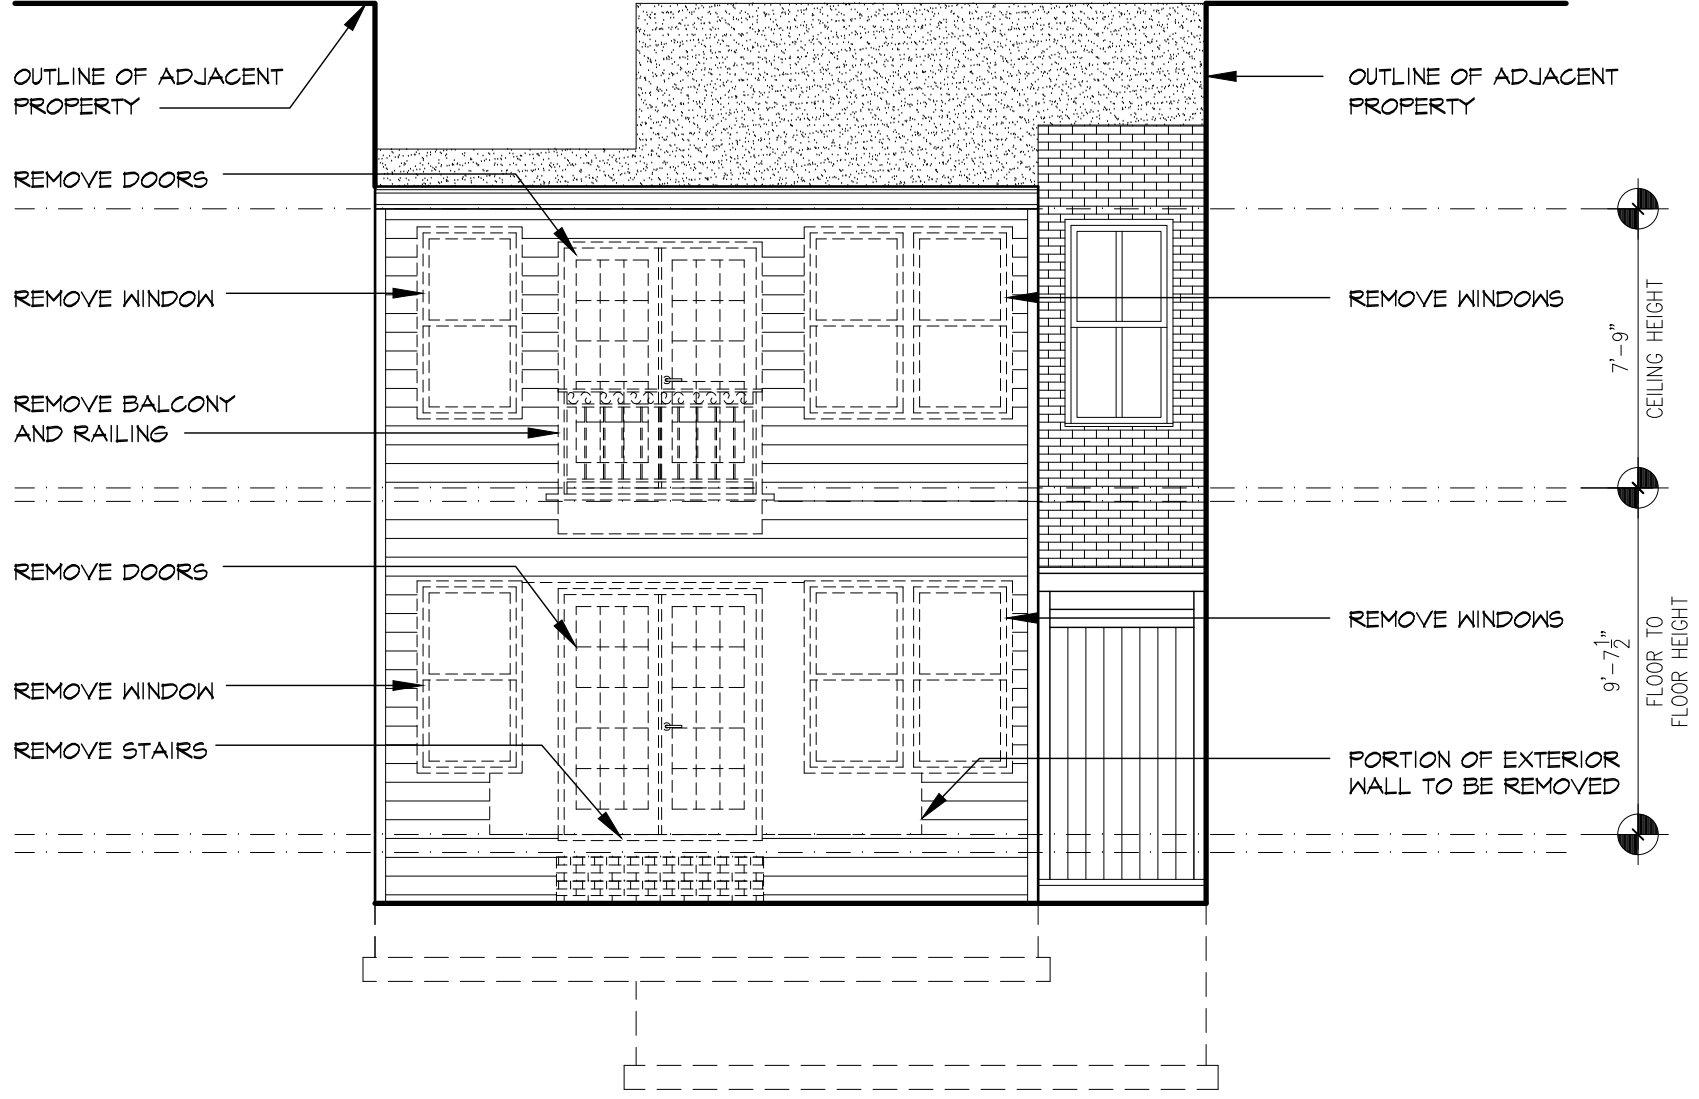 OUTLINE OF ADJACENT
PROPERTY
REMOVE DOORS
REMOVE WINDOW
REMOVE BALCONY
AND RAILING
REMOVE DOORS
REMOVE WINDOW
REMOVE STAIRS
OUTLINE OF ADJACENT
PROPERTY
REMOVE WINDOWS
REMOVE WINDOWS
PORTION OF EXTERIOR
WALL TO BE REMOVED
7'-9"
CEILING HEIGHT
9'-7 1/2"
FLOOR TO
FLOOR HEIGHT